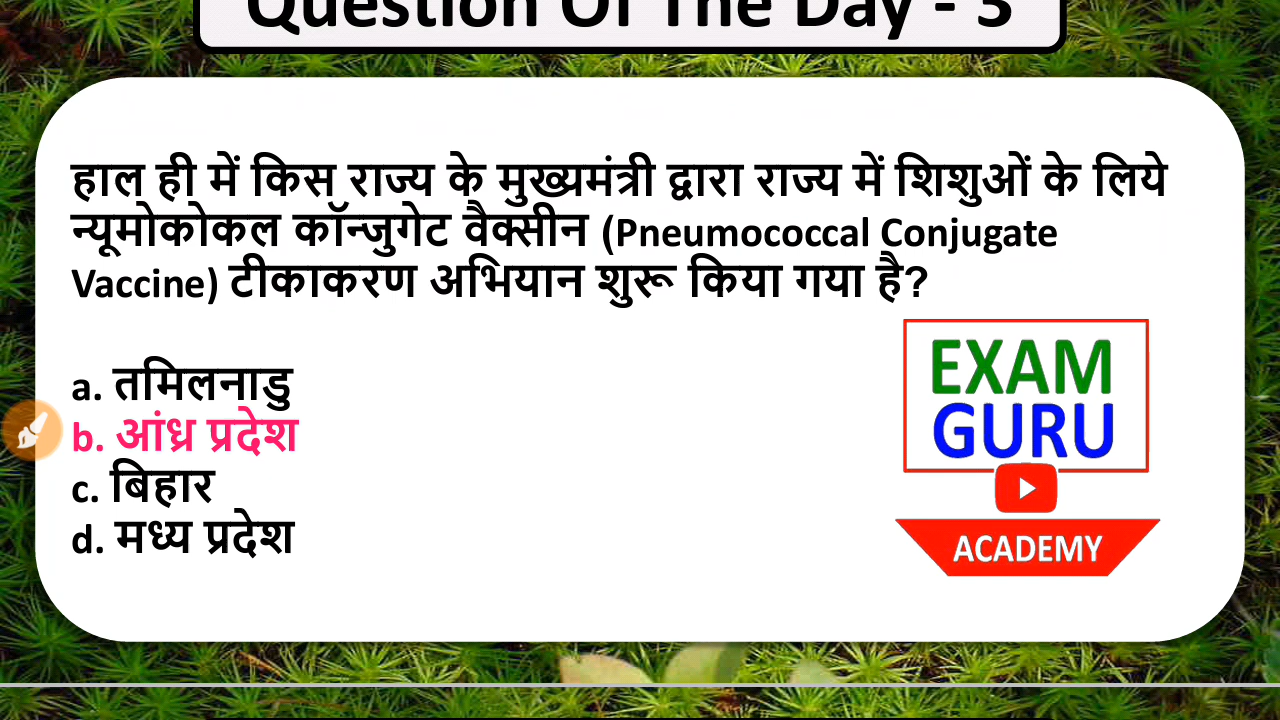 Question Of The Day - 3
हाल ही में किस राज्य के मुख्यमंत्री द्वारा राज्य में शिशुओं के लिये
न्यूमोकोकल कॉन्जुगेट वैक्सीन (Pneumococcal Conjugate
Vaccine) टीकाकरण अभियान शुरू किया गया है?
a. तमिलनाडु
b. आंध्र प्रदेश
c. बिहार
d. मध्य प्रदेश
EXAM
GURU
ACADEMY